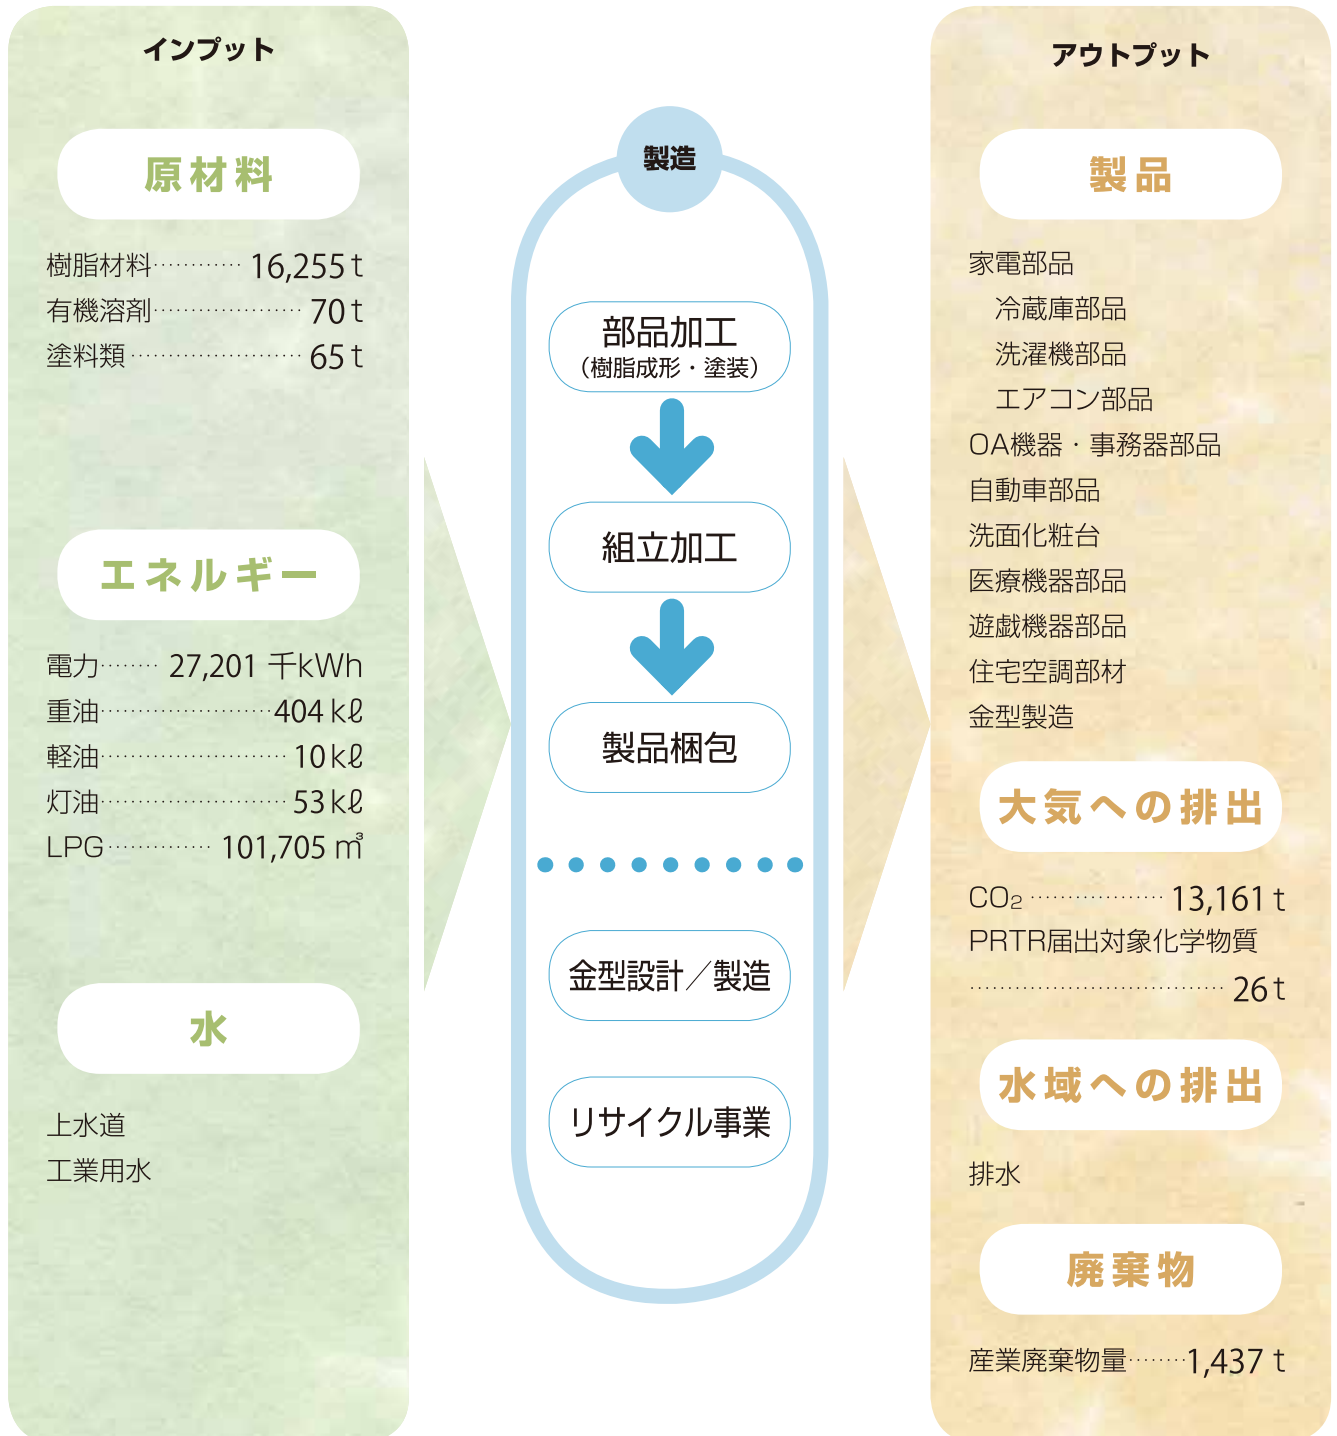 インプット
原材料
樹脂材料………… 16,255 t
有機溶剤………………… 70 t
塗料類…………………… 65 t
エネルギー
電力…… 27,201 千kWh
重油……………………404 kℓ
軽油……………………… 10 kℓ
灯油……………………… 53 kℓ
LPG…………… 101,705 ㎥
水
上水道
工業用水
製造
部品加工
（樹脂成形・塗装）
組立加工
製品梱包
金型設計／製造
リサイクル事業
アウトプット
製品
家電部品
冷蔵庫部品
洗濯機部品
エアコン部品
OA機器・事務器部品
自動車部品
洗面化粧台
医療機器部品
遊戯機器部品
住宅空調部材
金型製造
大気への排出
CO₂ ……………… 13,161 t
PRTR届出対象化学物質
……………………………… 26 t
水域への排出
排水
廃棄物
産業廃棄物量………1,437 t